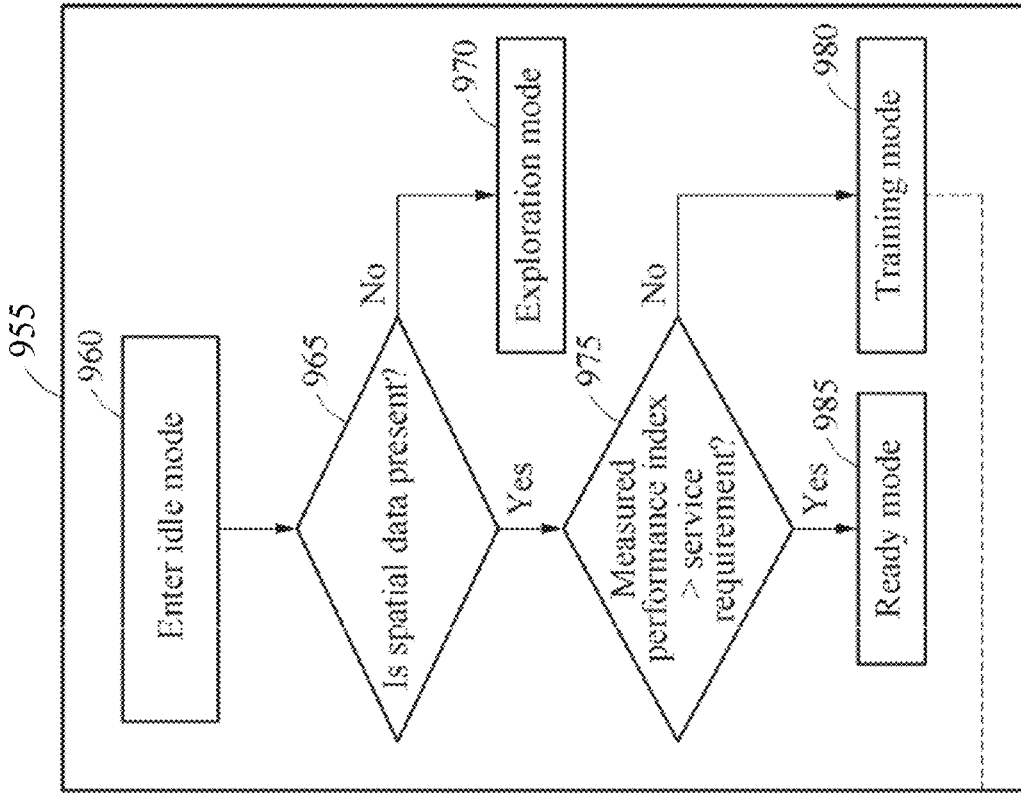 955
960
Enter idle mode
965
Is spatial data present?
No
Yes
970
Exploration mode
975
Measured
performance index
> service
requirement?
No
Yes
980
Training mode
985
Ready mode